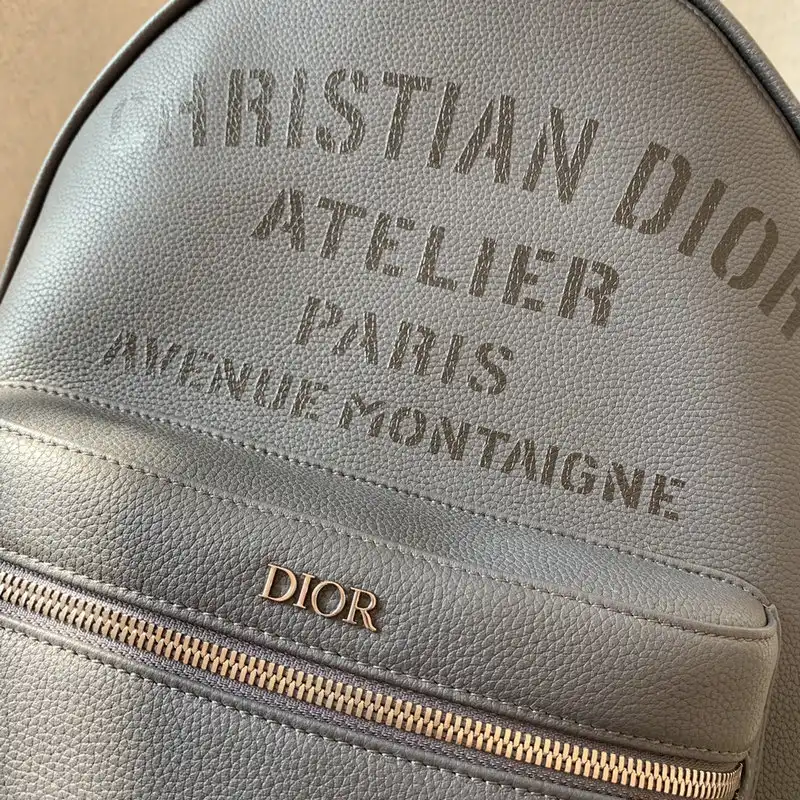 CHRISTIAN DIOR
ATELIER
PARIS
AVENUE MONTAIGNE
DIOR